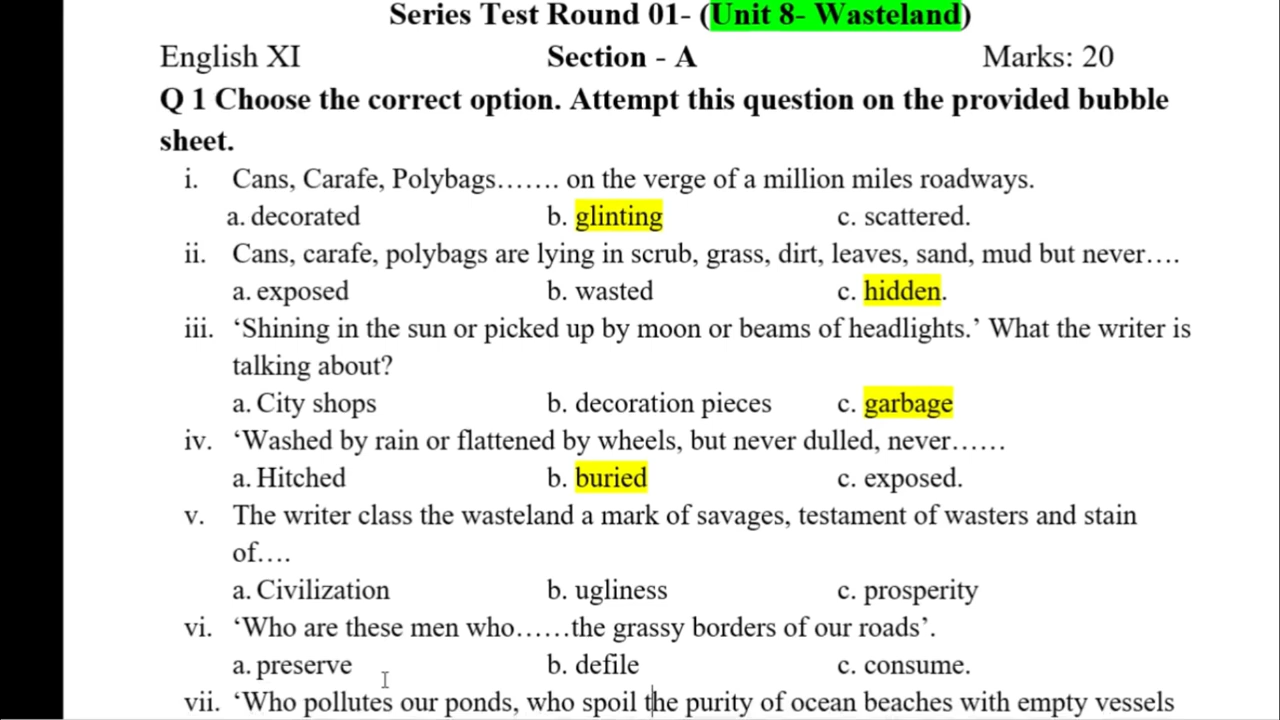 Series Test Round 01- (Unit 8- Wasteland)
English XI Section - A Marks: 20
Q 1 Choose the correct option. Attempt this question on the provided bubble
sheet.
i. Cans, Carafe, Polybags……. on the verge of a million miles roadways.
a. decorated b. glinting c. scattered.
ii. Cans, carafe, polybags are lying in scrub, grass, dirt, leaves, sand, mud but never….
a. exposed b. wasted c. hidden.
iii. ‘Shining in the sun or picked up by moon or beams of headlights.’ What the writer is
talking about?
a. City shops b. decoration pieces c. garbage
iv. ‘Washed by rain or flattened by wheels, but never dulled, never……
a. Hitched b. buried c. exposed.
v. The writer class the wasteland a mark of savages, testament of wasters and stain
of….
a. Civilization b. ugliness c. prosperity
vi. ‘Who are these men who……the grassy borders of our roads’.
a. preserve b. defile c. consume.
vii. ‘Who pollutes our ponds, who spoil the purity of ocean beaches with empty vessels